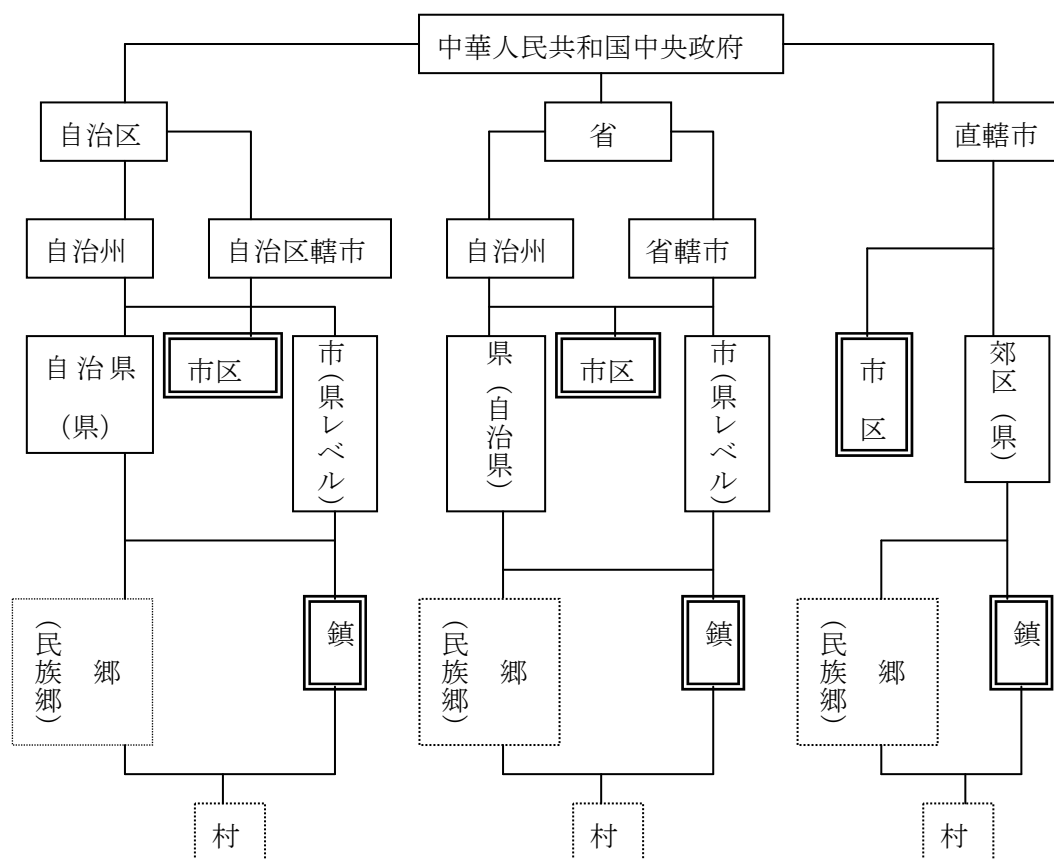 中華人民共和国中央政府
自治区
省
直轄市
自治州
自治区轄市
自治州
省轄市
自治県
（県）
市区
市（県レベル）
県（自治県）
市区
市（県レベル）
市区
郊区（県）
郷
（民族郷）
鎮
郷
（民族郷）
鎮
郷
（民族郷）
鎮
村
村
村